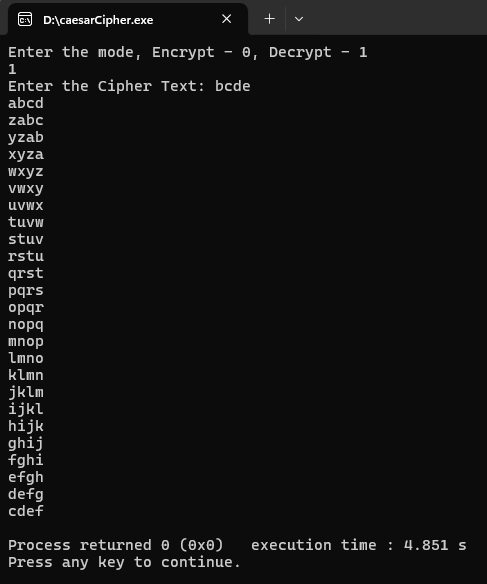 D:\caesarCipher.exe
Enter the mode, Encrypt - 0, Decrypt - 1
1
Enter the Cipher Text: bcde
abcd
zabc
yzab
xyza
wxyz
vwxy
uvwx
tuvw
stuv
rstu
qrst
pqrs
opqr
nopq
mnop
lmno
klmn
jklm
ijkl
hijk
ghij
fghi
efgh
defg
cdef
Process returned 0 (0x0)   execution time : 4.851 s
Press any key to continue.